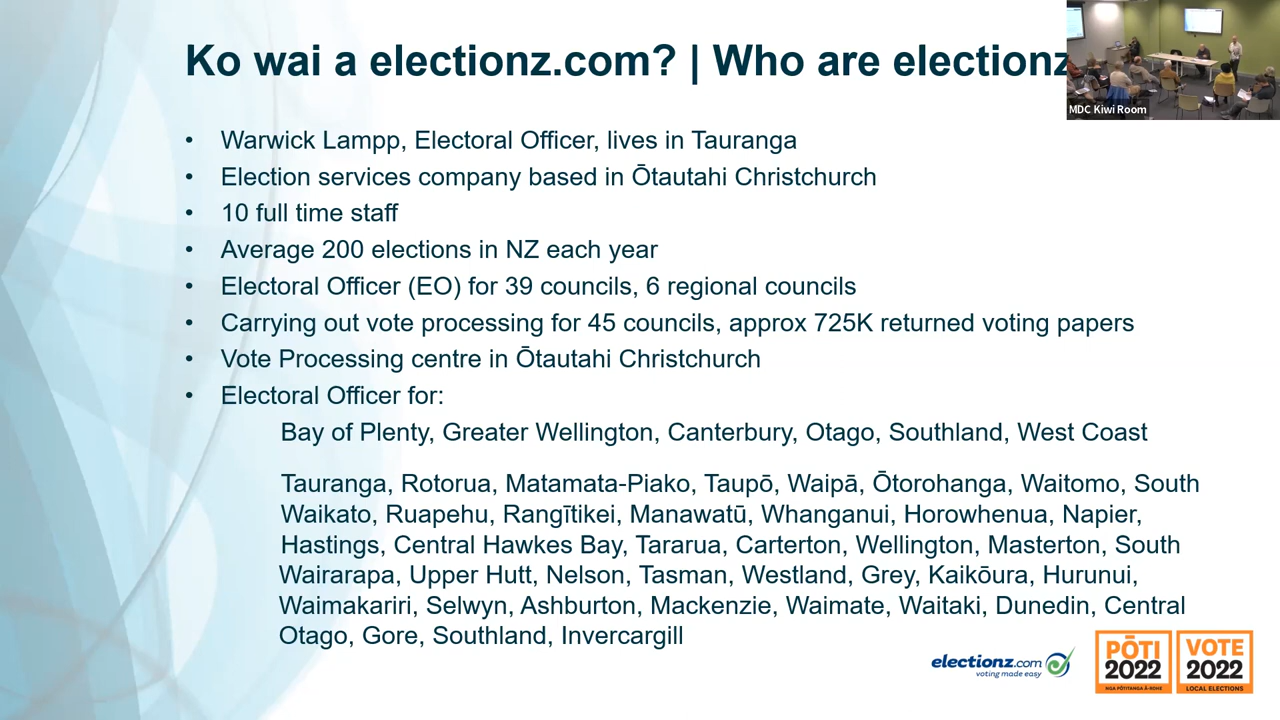 Ko wai a electionz.com? | Who are electionz
MDC Kiwi Room
• Warwick Lampp, Electoral Officer, lives in Tauranga
• Election services company based in Ōtautahi Christchurch
• 10 full time staff
• Average 200 elections in NZ each year
• Electoral Officer (EO) for 39 councils, 6 regional councils
• Carrying out vote processing for 45 councils, approx 725K returned voting papers
• Vote Processing centre in Ōtautahi Christchurch
• Electoral Officer for:
Bay of Plenty, Greater Wellington, Canterbury, Otago, Southland, West Coast
Tauranga, Rotorua, Matamata-Piako, Taupō, Waipā, Ōtorohanga, Waitomo, South
Waikato, Ruapehu, Rangītikei, Manawatū, Whanganui, Horowhenua, Napier,
Hastings, Central Hawkes Bay, Tararua, Carterton, Wellington, Masterton, South
Wairarapa, Upper Hutt, Nelson, Tasman, Westland, Grey, Kaikōura, Hurunui,
Waimakariri, Selwyn, Ashburton, Mackenzie, Waimate, Waitaki, Dunedin, Central
Otago, Gore, Southland, Invercargill
electionz.com
voting made easy
PŌTI
2022
NGA PŌTITANGA Ā-ROHE
VOTE
2022
LOCAL ELECTIONS